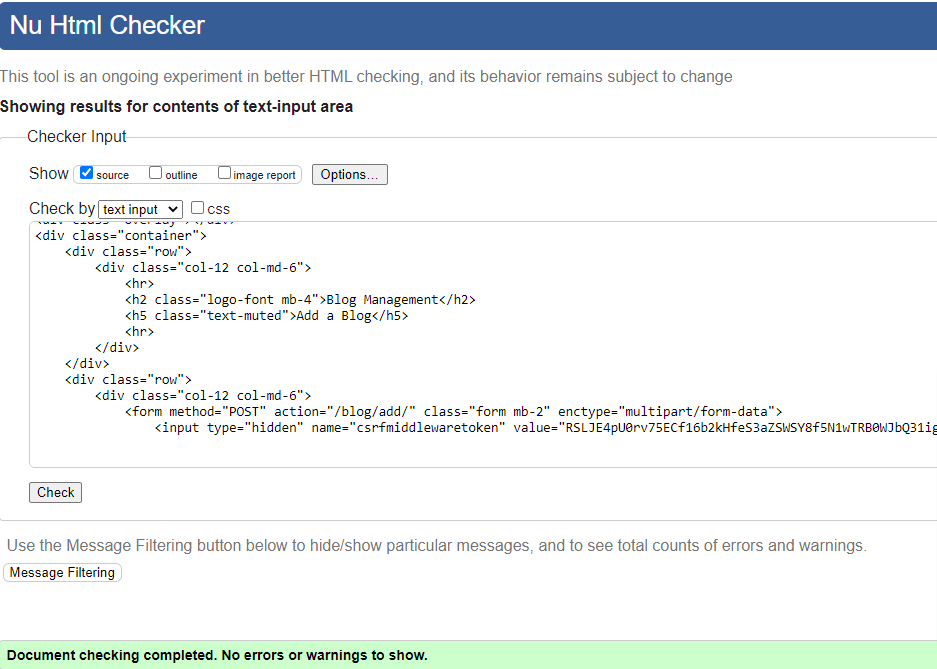 Nu Html Checker
This tool is an ongoing experiment in better HTML checking, and its behavior remains subject to change
Showing results for contents of text-input area
Checker Input
Show source outline image report Options...
Check by text input css
<div class="overlay"></div>
<div class="container">
<div class="row">
<div class="col-12 col-md-6">
<hr>
<h2 class="logo-font mb-4">Blog Management</h2>
<h5 class="text-muted">Add a Blog</h5>
<hr>
</div>
</div>
<div class="row">
<div class="col-12 col-md-6">
<form method="POST" action="/blog/add/" class="form mb-2" enctype="multipart/form-data">
<input type="hidden" name="csrfmiddlewaretoken" value="RSLJE4pU0rv75ECf16b2kHfeS3aZSWSY8f5N1wTRB0WJbQ31ig
Check
Use the Message Filtering button below to hide/show particular messages, and to see total counts of errors and warnings.
Message Filtering
Document checking completed. No errors or warnings to show.